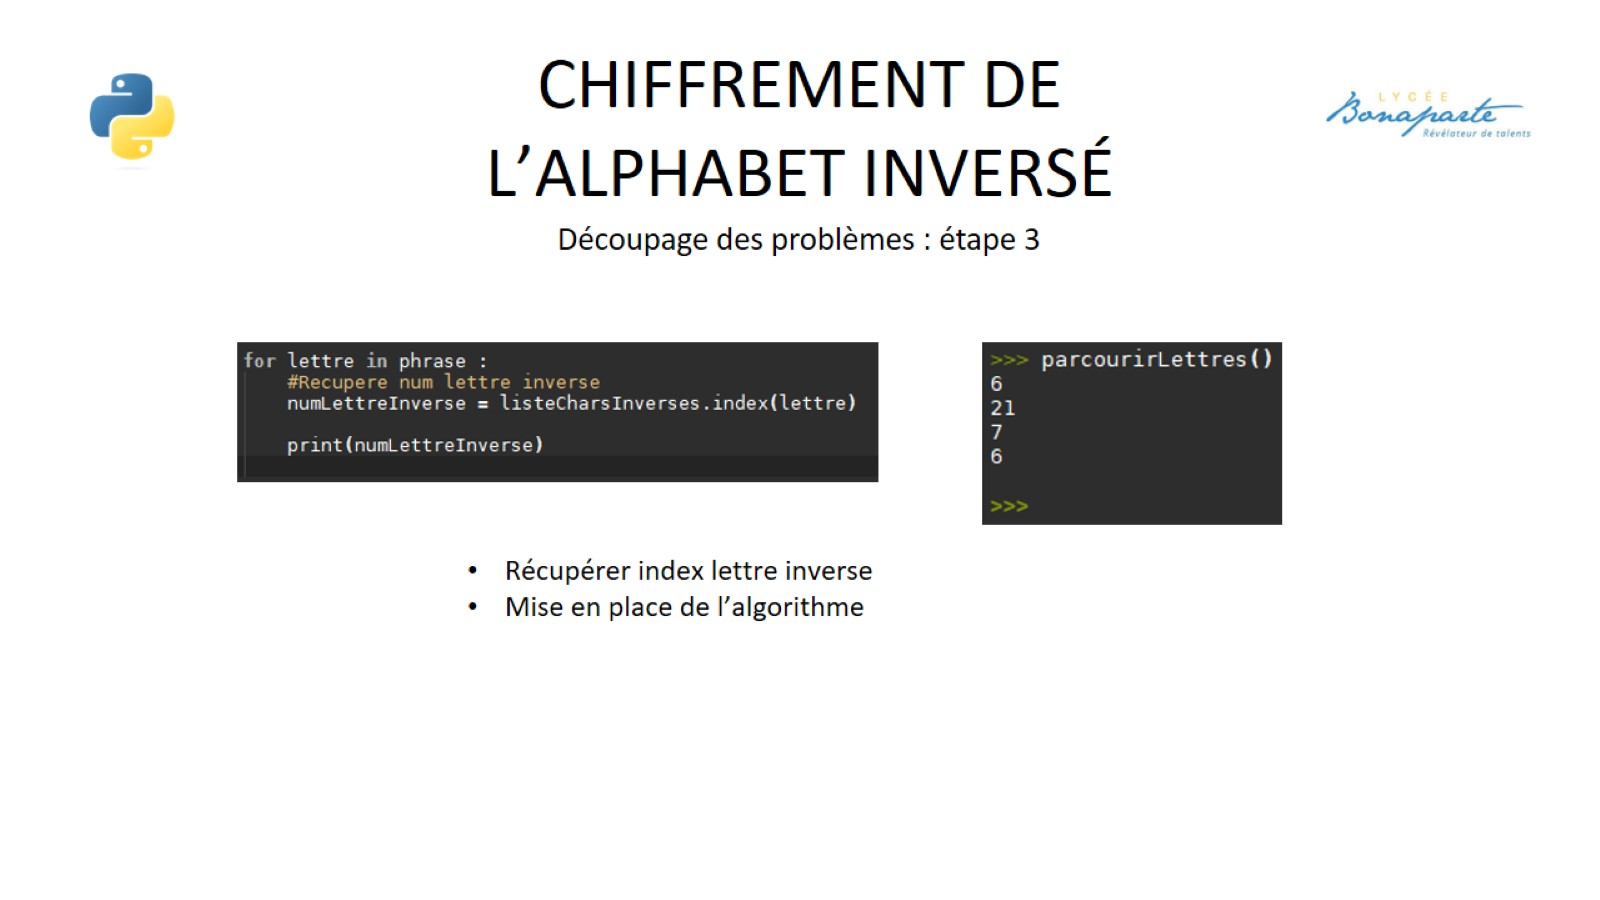 CHIFFREMENT DE
L’ALPHABET INVERSÉ
Découpage des problèmes : étape 3
LYCÉE
Bonaparte
Révélateur de talents
for lettre in phrase :
    #Recupere num lettre inverse
    numLettreInverse = listeCharsInverses.index(lettre)
    print(numLettreInverse)
>>> parcourirLettres()
6
21
7
6
>>>
• Récupérer index lettre inverse
• Mise en place de l’algorithme